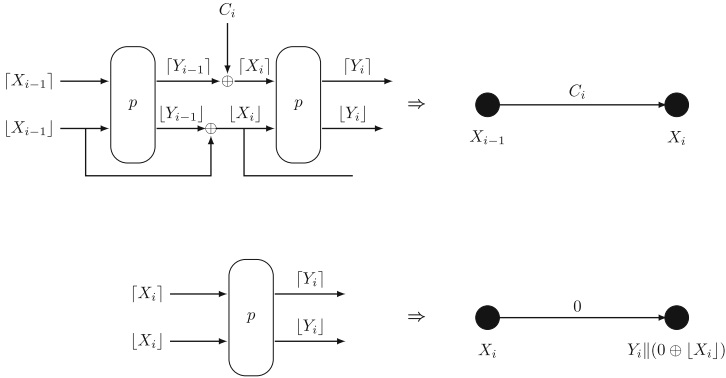 C_i
⌈X_{i−1}⌉ p ⌈Y_{i−1}⌉ ⊕ ⌈X_i⌉ p ⌈Y_i⌉ ⇒ C_i
⌊X_{i−1}⌋ ⌊Y_{i−1}⌋ ⊕ ⌊X_i⌋ ⌊Y_i⌋
X_{i−1} X_i
⌈X_i⌉ p ⌈Y_i⌉ ⇒ 0
⌊X_i⌋ ⌊Y_i⌋
X_i Y_i‖(0 ⊕ ⌊X_i⌋)